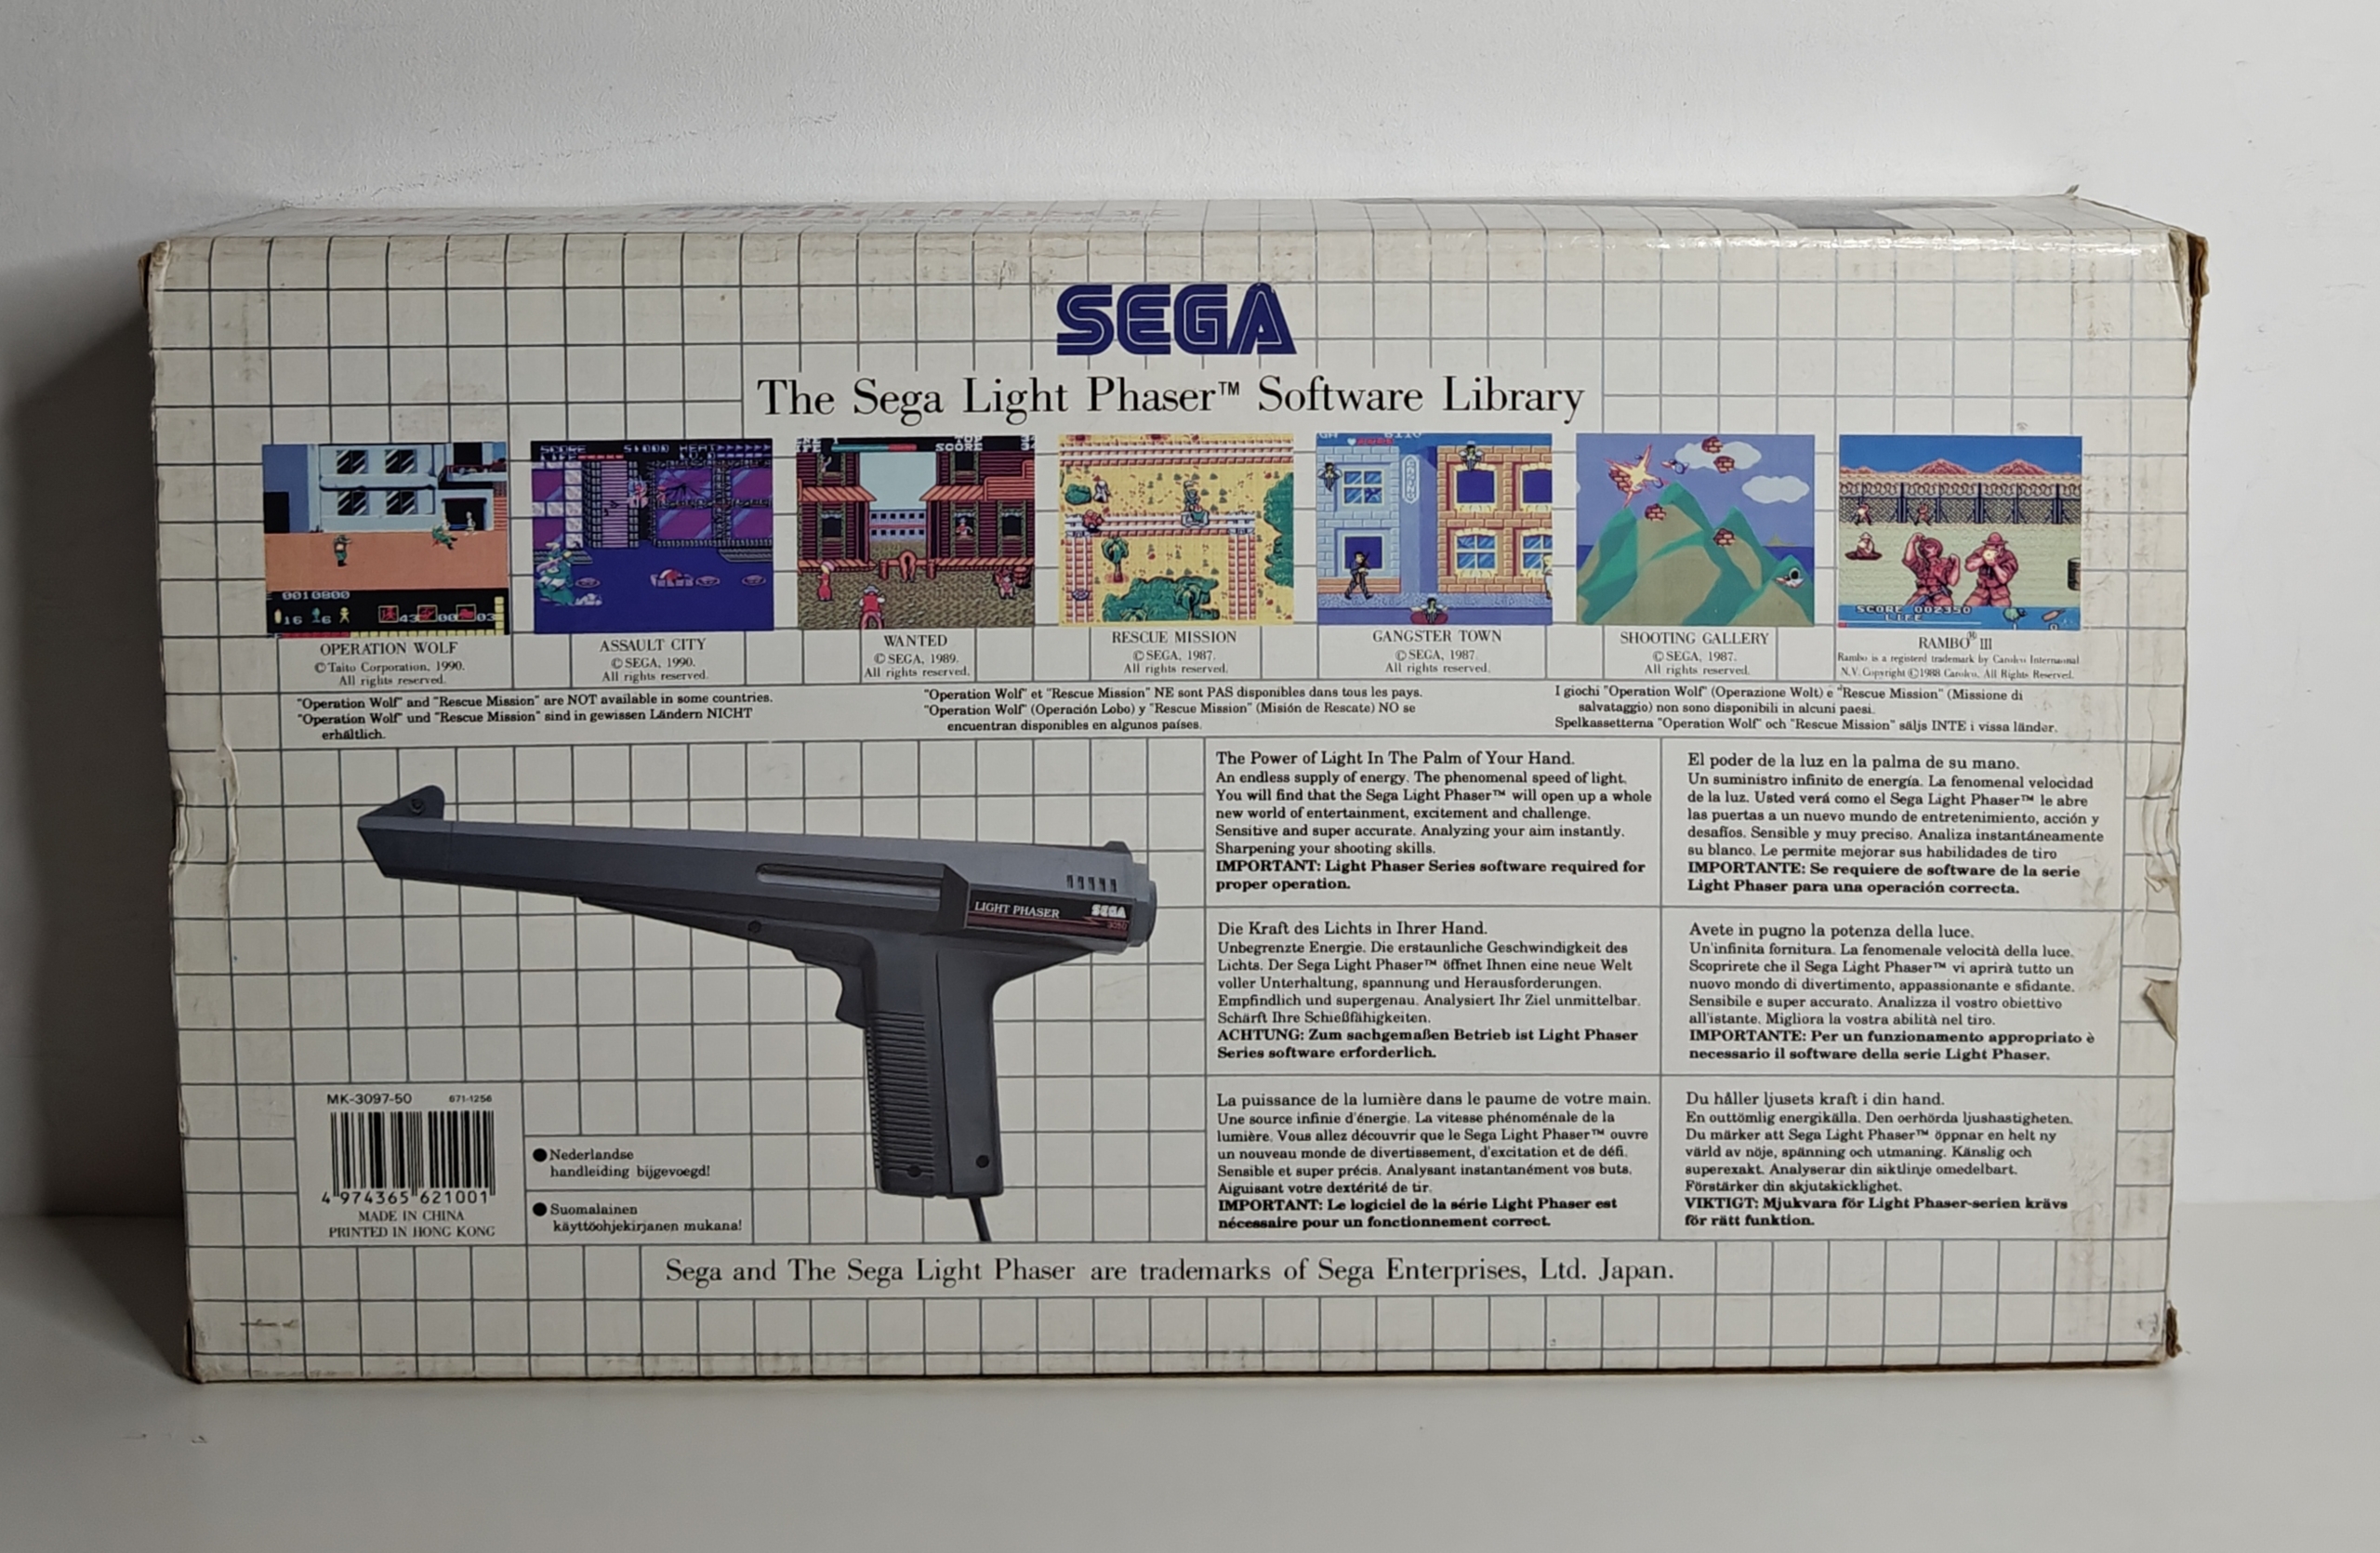 SEGA
The Sega Light Phaser™ Software Library
OPERATION WOLF
© Taito Corporation, 1990.
All rights reserved.
ASSAULT CITY
© SEGA, 1990.
All rights reserved.
WANTED
© SEGA, 1989.
All rights reserved.
RESCUE MISSION
© SEGA, 1987.
All rights reserved.
GANGSTER TOWN
© SEGA, 1987.
All rights reserved.
SHOOTING GALLERY
© SEGA, 1987.
All rights reserved.
SCORE 002350
LIFE
RAMBO® III
Rambo is a registerd trademark by Carolco International
N.V. Copyright ©1988 Carolco. All Rights Reserved.
"Operation Wolf" and "Rescue Mission" are NOT available in some countries.
"Operation Wolf" und "Rescue Mission" sind in gewissen Ländern NICHT
erhältlich.
"Operation Wolf" et "Rescue Mission" NE sont PAS disponibles dans tous les pays.
"Operation Wolf" (Operación Lobo) y "Rescue Mission" (Misión de Rescate) NO se
encuentran disponibles en algunos países.
I giochi "Operation Wolf" (Operazione Wolt) e "Rescue Mission" (Missione di
salvataggio) non sono disponibili in alcuni paesi.
Spelkassetterna "Operation Wolf" och "Rescue Mission" säljs INTE i vissa länder.
The Power of Light In The Palm of Your Hand.
An endless supply of energy. The phenomenal speed of light.
You will find that the Sega Light Phaser™ will open up a whole
new world of entertainment, excitement and challenge.
Sensitive and super accurate. Analyzing your aim instantly.
Sharpening your shooting skills.
IMPORTANT: Light Phaser Series software required for
proper operation.
El poder de la luz en la palma de su mano.
Un suministro infinito de energía. La fenomenal velocidad
de la luz. Usted verá como el Sega Light Phaser™ le abre
las puertas a un nuevo mundo de entretenimiento, acción y
desafíos. Sensible y muy preciso. Analiza instantáneamente
su blanco. Le permite mejorar sus habilidades de tiro
IMPORTANTE: Se requiere de software de la serie
Light Phaser para una operación correcta.
Die Kraft des Lichts in Ihrer Hand.
Unbegrenzte Energie. Die erstaunliche Geschwindigkeit des
Lichts. Der Sega Light Phaser™ öffnet Ihnen eine neue Welt
voller Unterhaltung, spannung und Herausforderungen.
Empfindlich und supergenau. Analysiert Ihr Ziel unmittelbar.
Schärft Ihre Schießfähigkeiten.
ACHTUNG: Zum sachgemaßen Betrieb ist Light Phaser
Series software erforderlich.
Avete in pugno la potenza della luce.
Un'infinita fornitura. La fenomenale velocità della luce.
Scoprirete che il Sega Light Phaser™ vi aprirà tutto un
nuovo mondo di divertimento, appassionante e sfidante.
Sensibile e super accurato. Analizza il vostro obiettivo
all'istante. Migliora la vostra abilità nel tiro.
IMPORTANTE: Per un funzionamento appropriato è
necessario il software della serie Light Phaser.
La puissance de la lumière dans le paume de votre main.
Une source infinie d'énergie. La vitesse phénoménale de la
lumière. Vous allez découvrir que le Sega Light Phaser™ ouvre
un nouveau monde de divertissement, d'excitation et de défi.
Sensible et super précis. Analysant instantanément vos buts.
Aiguisant votre dextérité de tir.
IMPORTANT: Le logiciel de la série Light Phaser est
nécessaire pour un fonctionnement correct.
Du håller ljusets kraft i din hand.
En outtömlig energikälla. Den oerhörda ljushastigheten.
Du märker att Sega Light Phaser™ öppnar en helt ny
värld av nöje, spänning och utmaning. Känslig och
superexakt. Analyserar din siktlinje omedelbart.
Förstärker din skjutskicklighet.
VIKTIGT: Mjukvara för Light Phaser-serien krävs
för rätt funktion.
LIGHT PHASER
SEGA
3050
MK-3097-50 671-1256
4 974365 621001
MADE IN CHINA
PRINTED IN HONG KONG
● Nederlandse
handleiding bijgevoegd!
● Suomalainen
käyttöohjekirjanen mukana!
Sega and The Sega Light Phaser are trademarks of Sega Enterprises, Ltd. Japan.